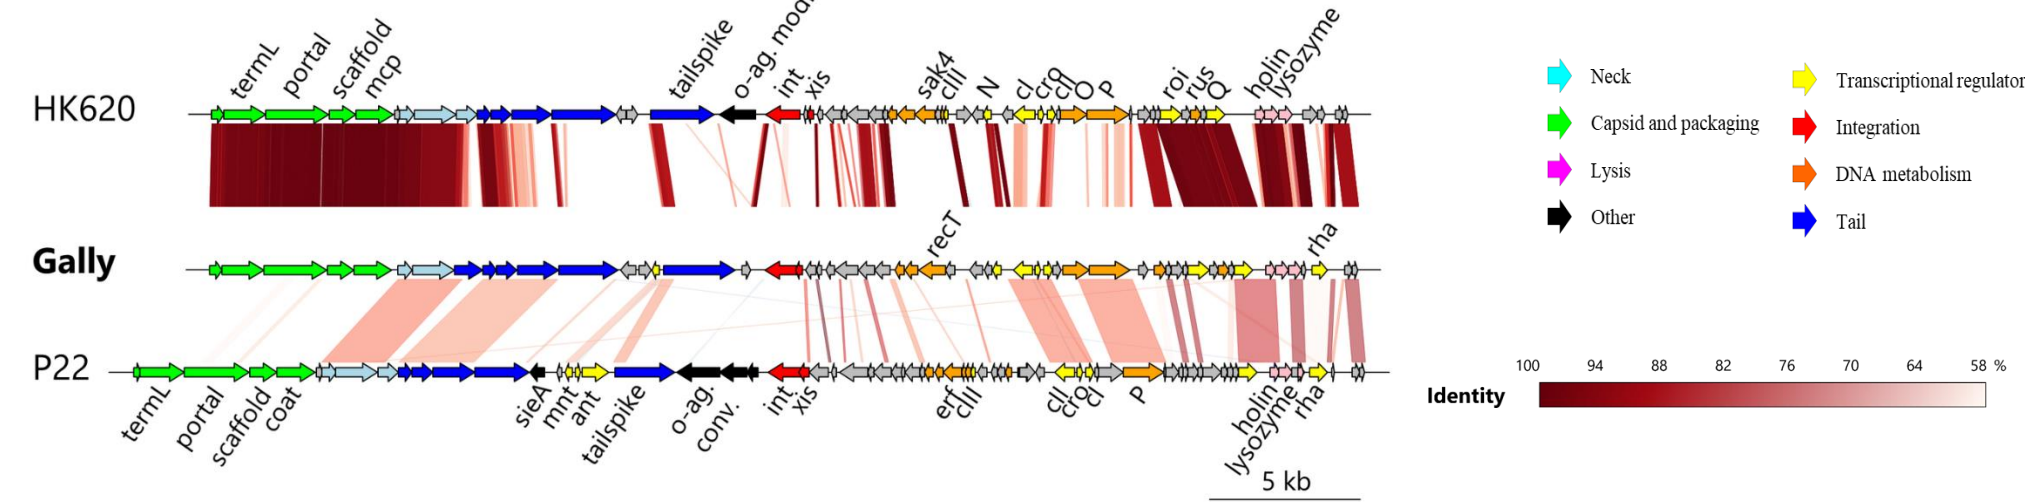 termL portal scaffold mcp tailspike o-ag. int xis sak4 cIII N cI cro cII O P roi rus Q holin lysozyme
HK620
recT rha
Gally
P22
termL portal scaffold coat sieA mnt ant tailspike o-ag. conv. int xis erf cIII cII cro cI P holin lysozyme rha
5 kb
Neck
Capsid and packaging
Lysis
Other
Transcriptional regulator
Integration
DNA metabolism
Tail
100 94 88 82 76 70 64 58 %
Identity